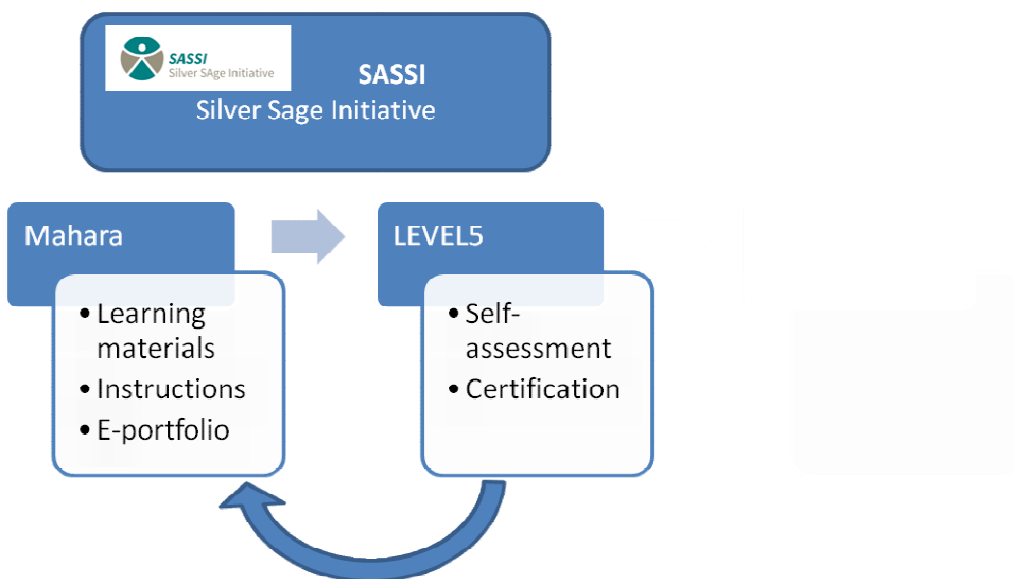 SASSI
Silver SAge Initiative
SASSI
Silver Sage Initiative
Mahara
LEVEL5
• Learning
materials
• Instructions
• E-portfolio
• Self-
assessment
• Certification